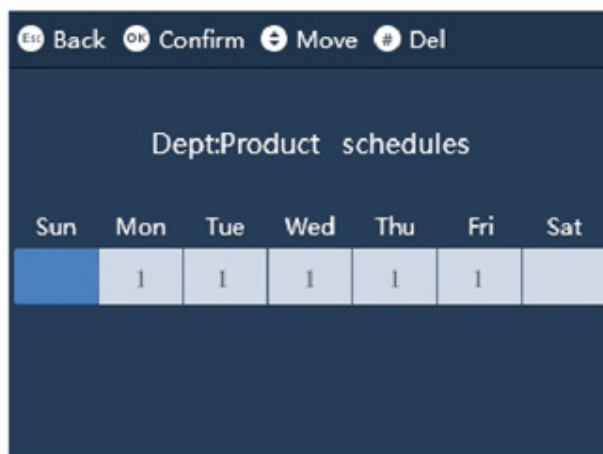 Esc Back OK Confirm Move # Del
Dept:Product schedules
Sun Mon Tue Wed Thu Fri Sat
1 1 1 1 1